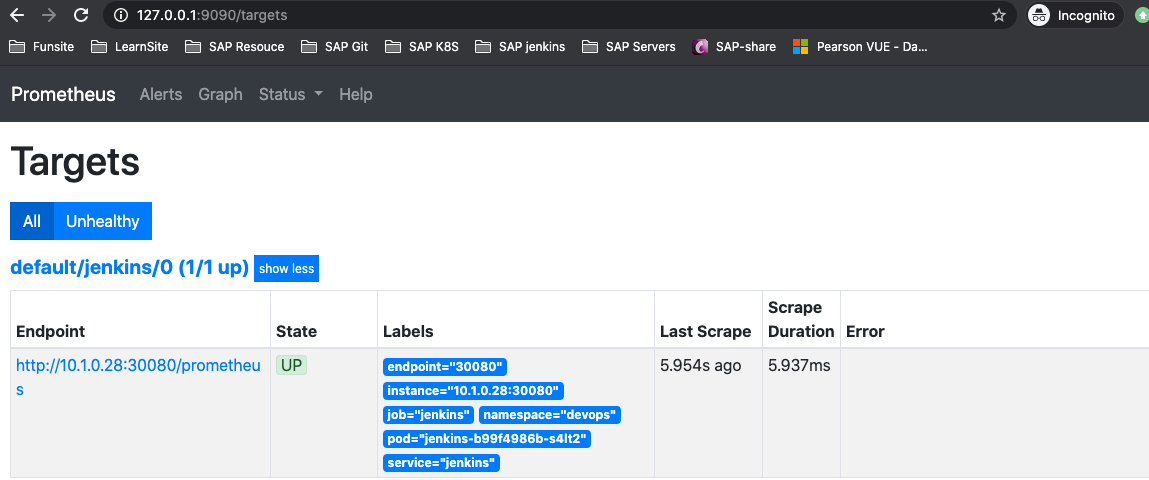 127.0.0.1:9090/targets
Incognito
Funsite LearnSite SAP Resouce SAP Git SAP K8S SAP jenkins SAP Servers SAP-share Pearson VUE - Da...
Prometheus Alerts Graph Status Help
Targets
All Unhealthy
default/jenkins/0 (1/1 up) show less
Endpoint State Labels Last Scrape Scrape Duration Error
http://10.1.0.28:30080/prometheus
UP
endpoint="30080"
instance="10.1.0.28:30080"
job="jenkins" namespace="devops"
pod="jenkins-b99f4986b-s4lt2"
service="jenkins"
5.954s ago
5.937ms